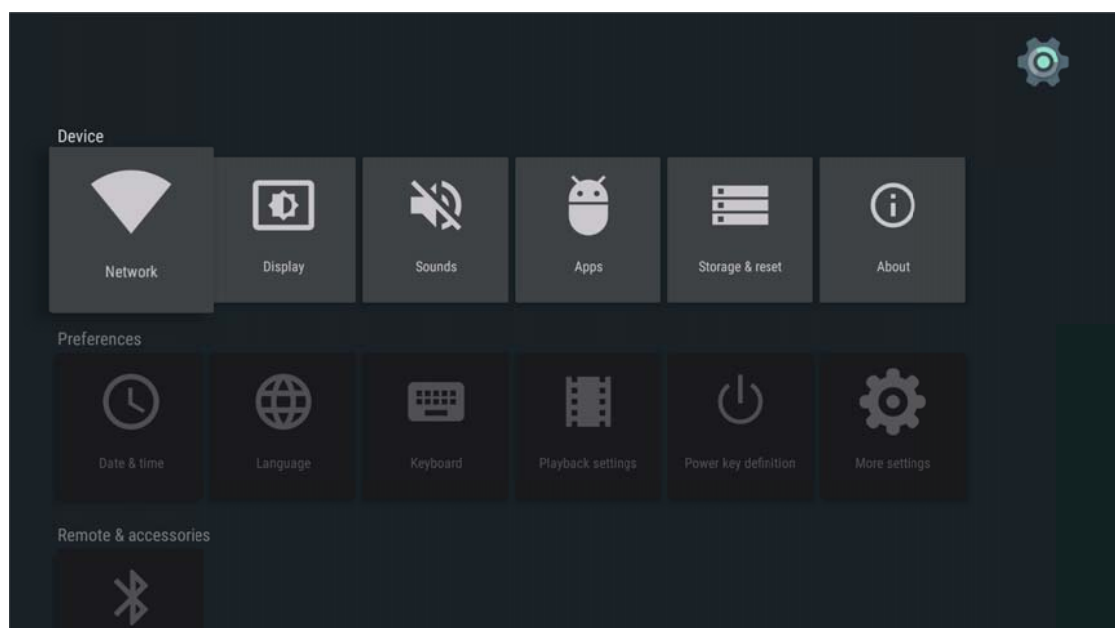 Device
Network
Display
Sounds
Apps
Storage & reset
About
Preferences
Date & time
Language
Keyboard
Playback settings
Power key definition
More settings
Remote & accessories